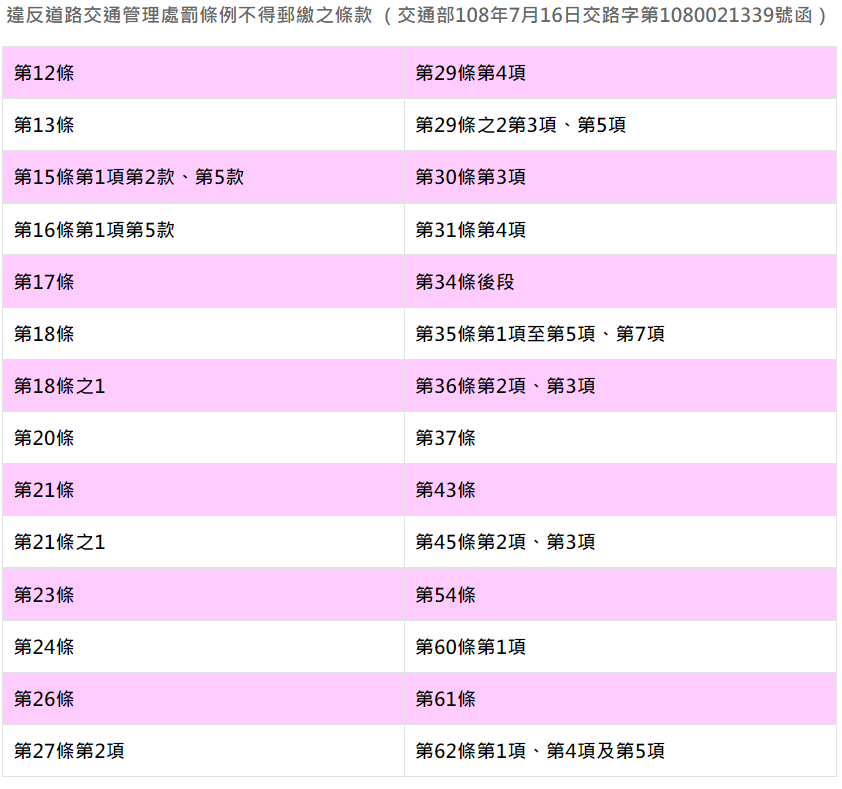 違反道路交通管理處罰條例不得郵繳之條款 ( 交通部108年7月16日交路字第1080021339號函 )
第12條 第29條第4項
第13條 第29條之2第3項、第5項
第15條第1項第2款、第5款 第30條第3項
第16條第1項第5款 第31條第4項
第17條 第34條後段
第18條 第35條第1項至第5項、第7項
第18條之1 第36條第2項、第3項
第20條 第37條
第21條 第43條
第21條之1 第45條第2項、第3項
第23條 第54條
第24條 第60條第1項
第26條 第61條
第27條第2項 第62條第1項、第4項及第5項